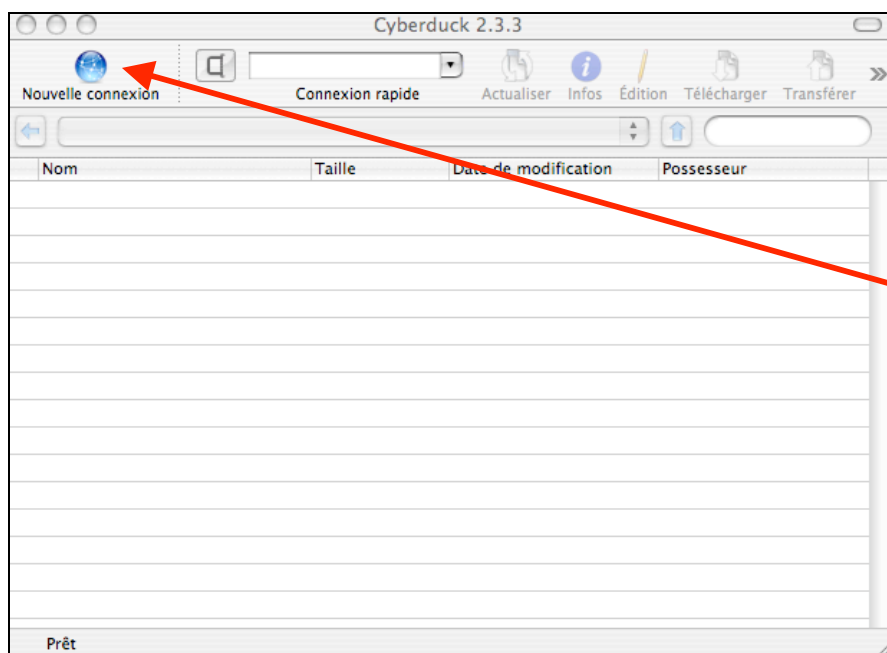 Cyberduck 2.3.3
Nouvelle connexion Connexion rapide Actualiser Infos Édition Télécharger Transférer
Nom Taille Date de modification Possesseur
Prêt